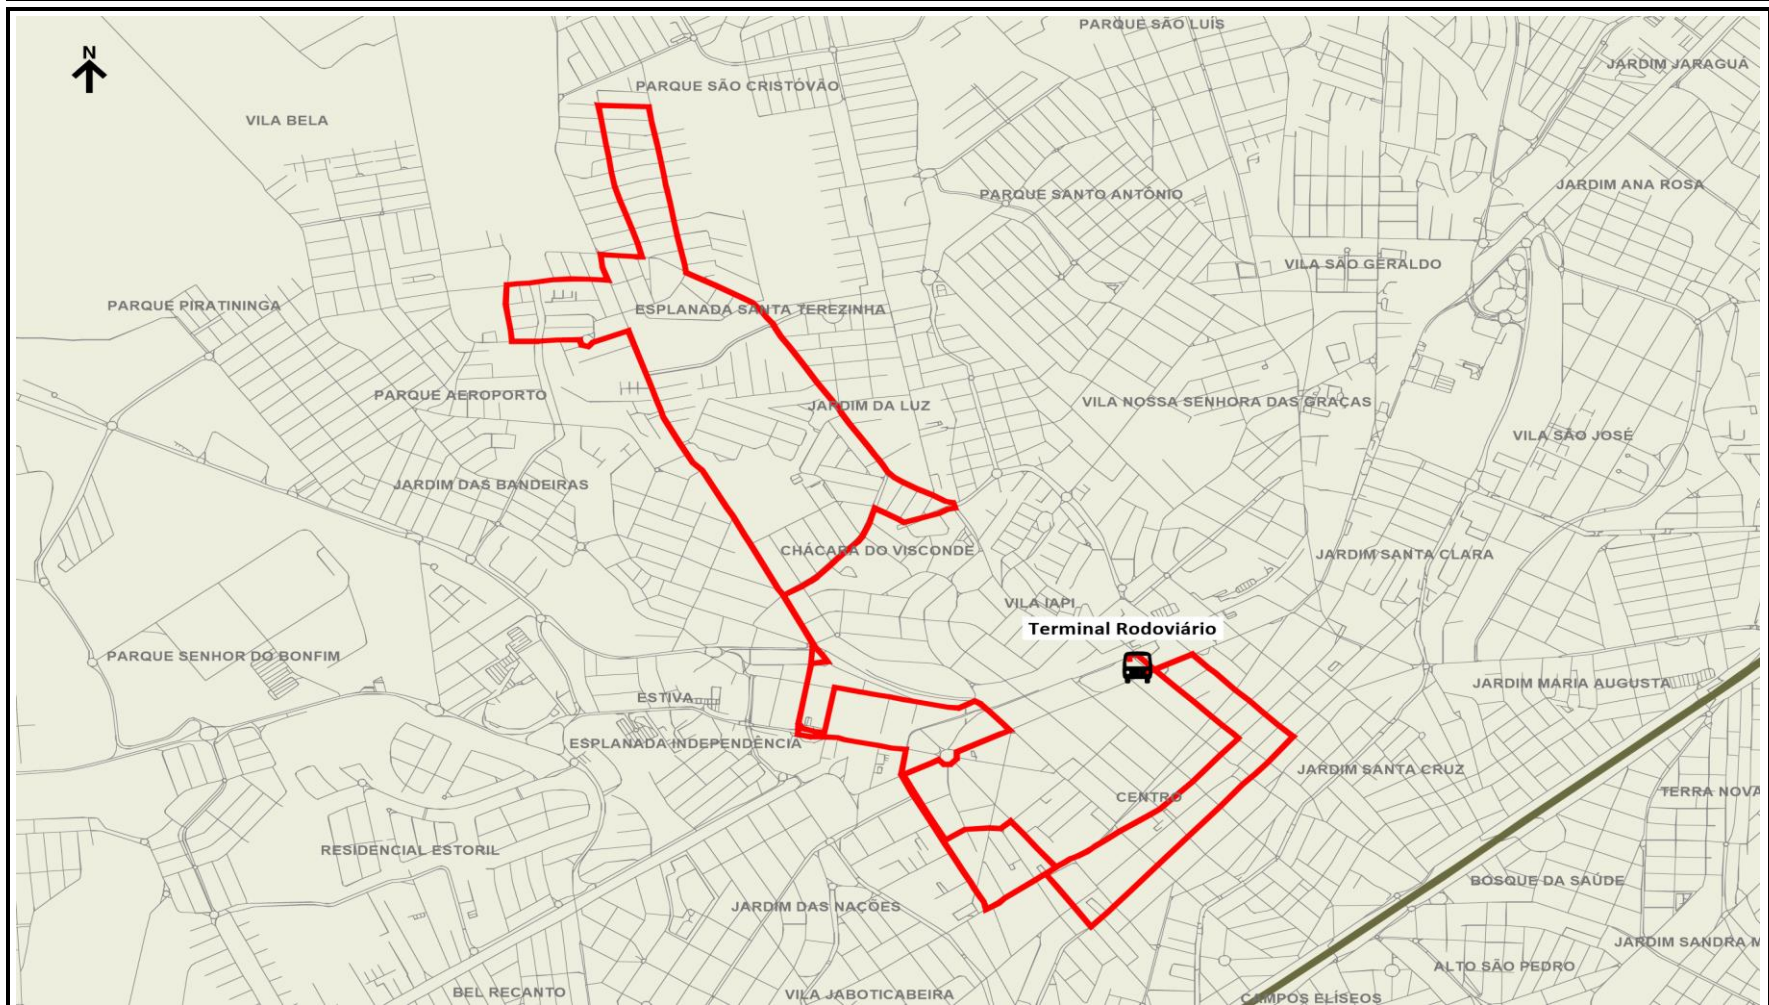 PARQUE SÃO LUÍS
N
JARDIM JARAGUÁ
PARQUE SÃO CRISTÓVÃO
VILA BELA
JARDIM ANA ROSA
PARQUE SANTO ANTÔNIO
VILA SÃO GERALDO
PARQUE PIRATININGA
ESPLANADA SANTA TEREZINHA
PARQUE AEROPORTO
JARDIM DA LUZ
VILA NOSSA SENHORA DAS GRAÇAS
VILA SÃO JOSÉ
JARDIM DAS BANDEIRAS
CHÁCARA DO VISCONDE
JARDIM SANTA CLARA
VILA IAPI
Terminal Rodoviário
PARQUE SENHOR DO BONFIM
JARDIM MARIA AUGUSTA
ESTIVA
ESPLANADA INDEPENDÊNCIA
JARDIM SANTA CRUZ
TERRA NOVA
CENTRO
RESIDENCIAL ESTORIL
BOSQUE DA SAÚDE
JARDIM DAS NAÇÕES
JARDIM SANDRA M
ALTO SÃO PEDRO
BEL RECANTO
VILA JABOTICABEIRA
CAMPOS ELÍSEOS